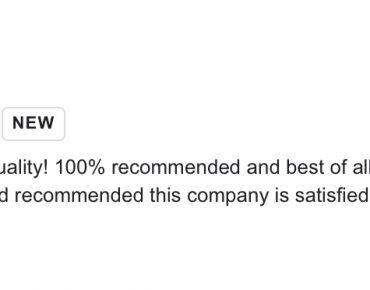 NEW
uality! 100% recommended and best of all
d recommended this company is satisfied